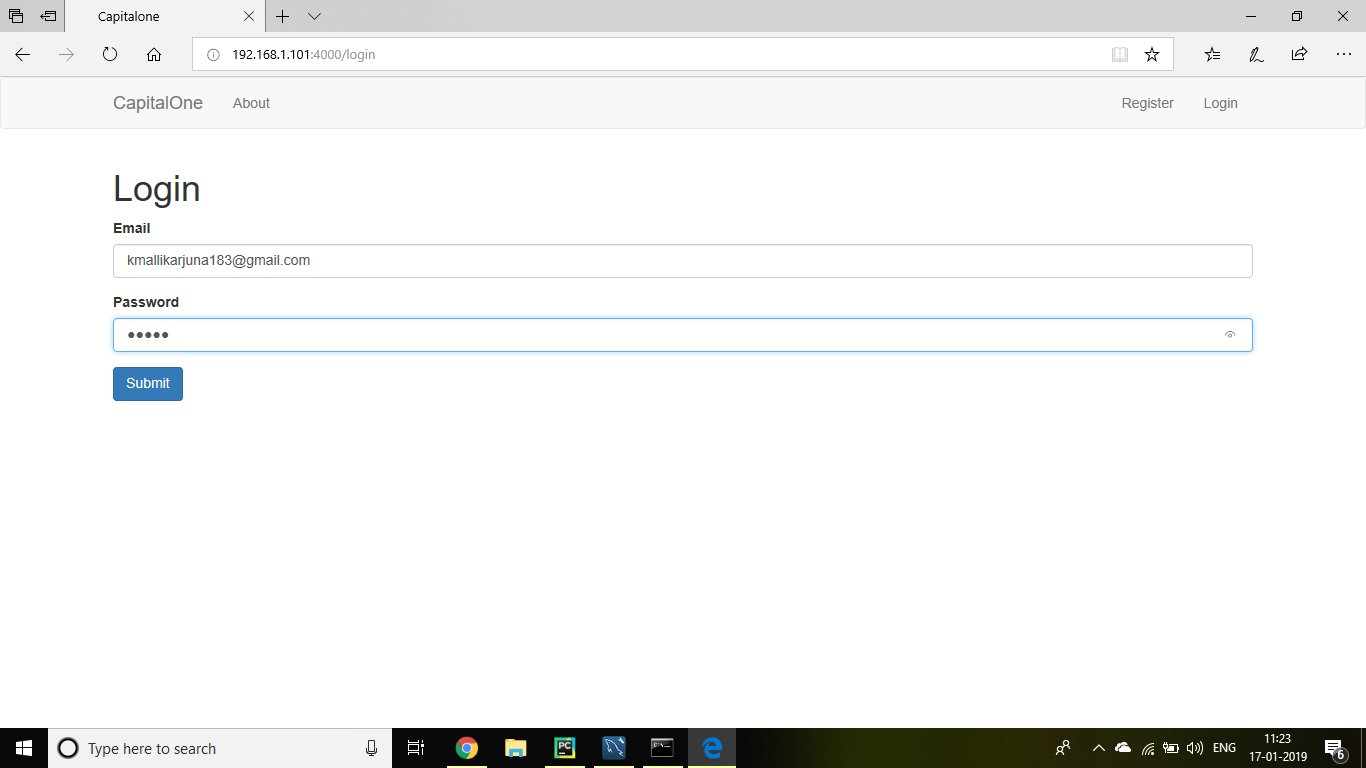 Capitalone
192.168.1.101:4000/login
CapitalOne About Register Login
Login
Email
kmallikarjuna183@gmail.com
Password
•••••
Submit
Type here to search
PC
C:\.
ENG
11:23
17-01-2019
6